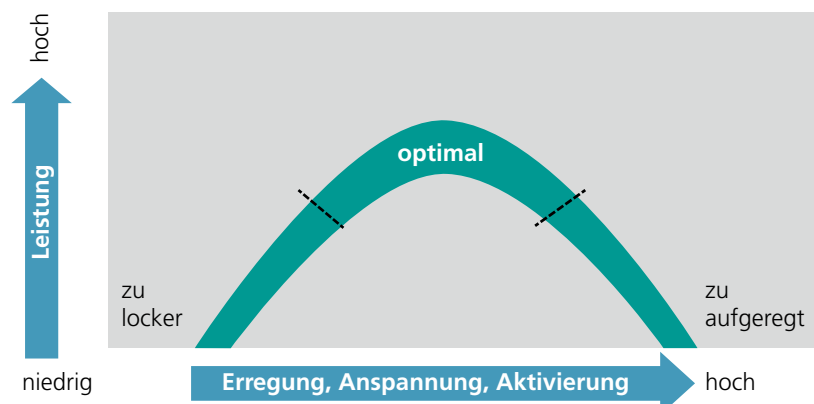 hoch
Leistung
optimal
zu
locker
zu
aufgeregt
niedrig
Erregung, Anspannung, Aktivierung
hoch